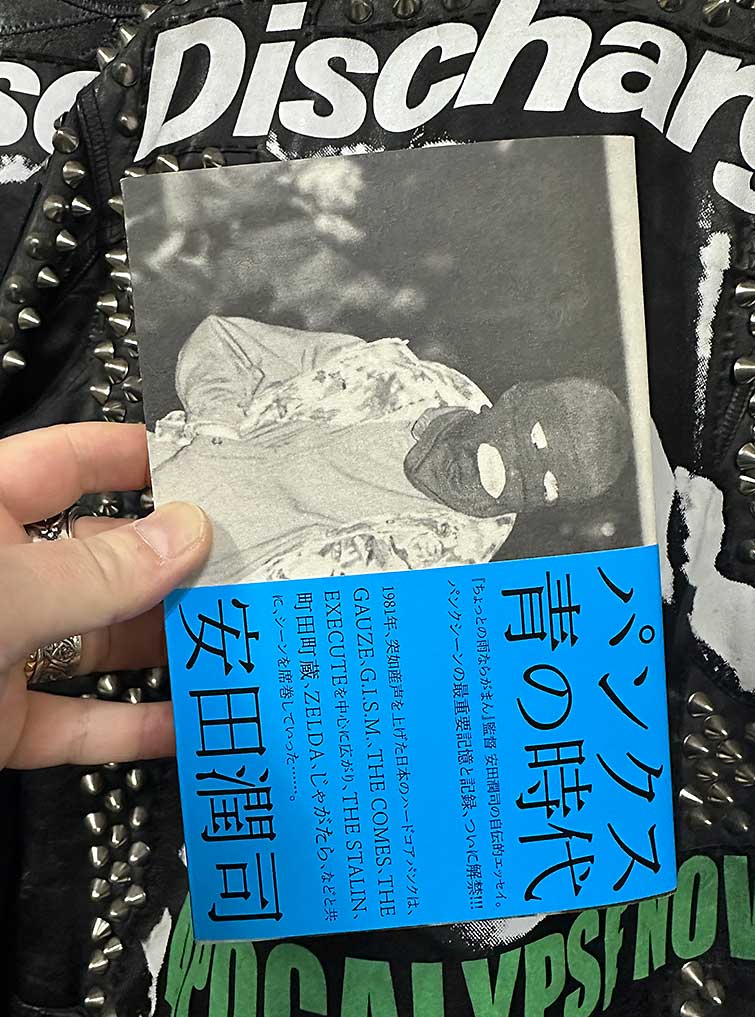 Discharg
パンクス
青の時代
『ちょっとの雨ならがまん』監督 安田潤司の自伝的エッセイ。
パンクシーンの最重要記憶と記録、ついに解禁!!!
1981年、突如産声を上げた日本のハードコアパンクは、
GAUZE、G.I.S.M.、THE COMES、THE
EXECUTEを中心に広がり、THE STALIN、
町田町蔵、ZELDA、じゃがたら、などと共
に、シーンを席巻していった……。
安田潤司
APOCALYPSE NOW